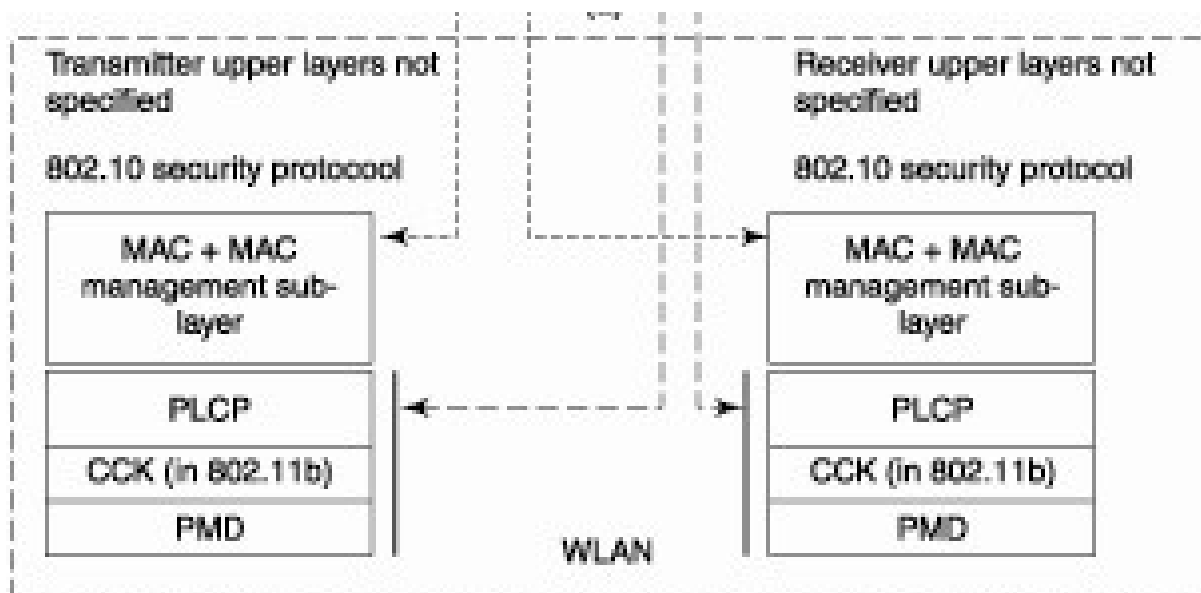 Transmitter upper layers not
specified
802.10 security protocool
MAC + MAC
management sub-
layer
PLCP
CCK (in 802.11b)
PMD
WLAN
Receiver upper layers not
specified
802.10 security protocol
MAC + MAC
management sub-
layer
PLCP
CCK (in 802.11b)
PMD